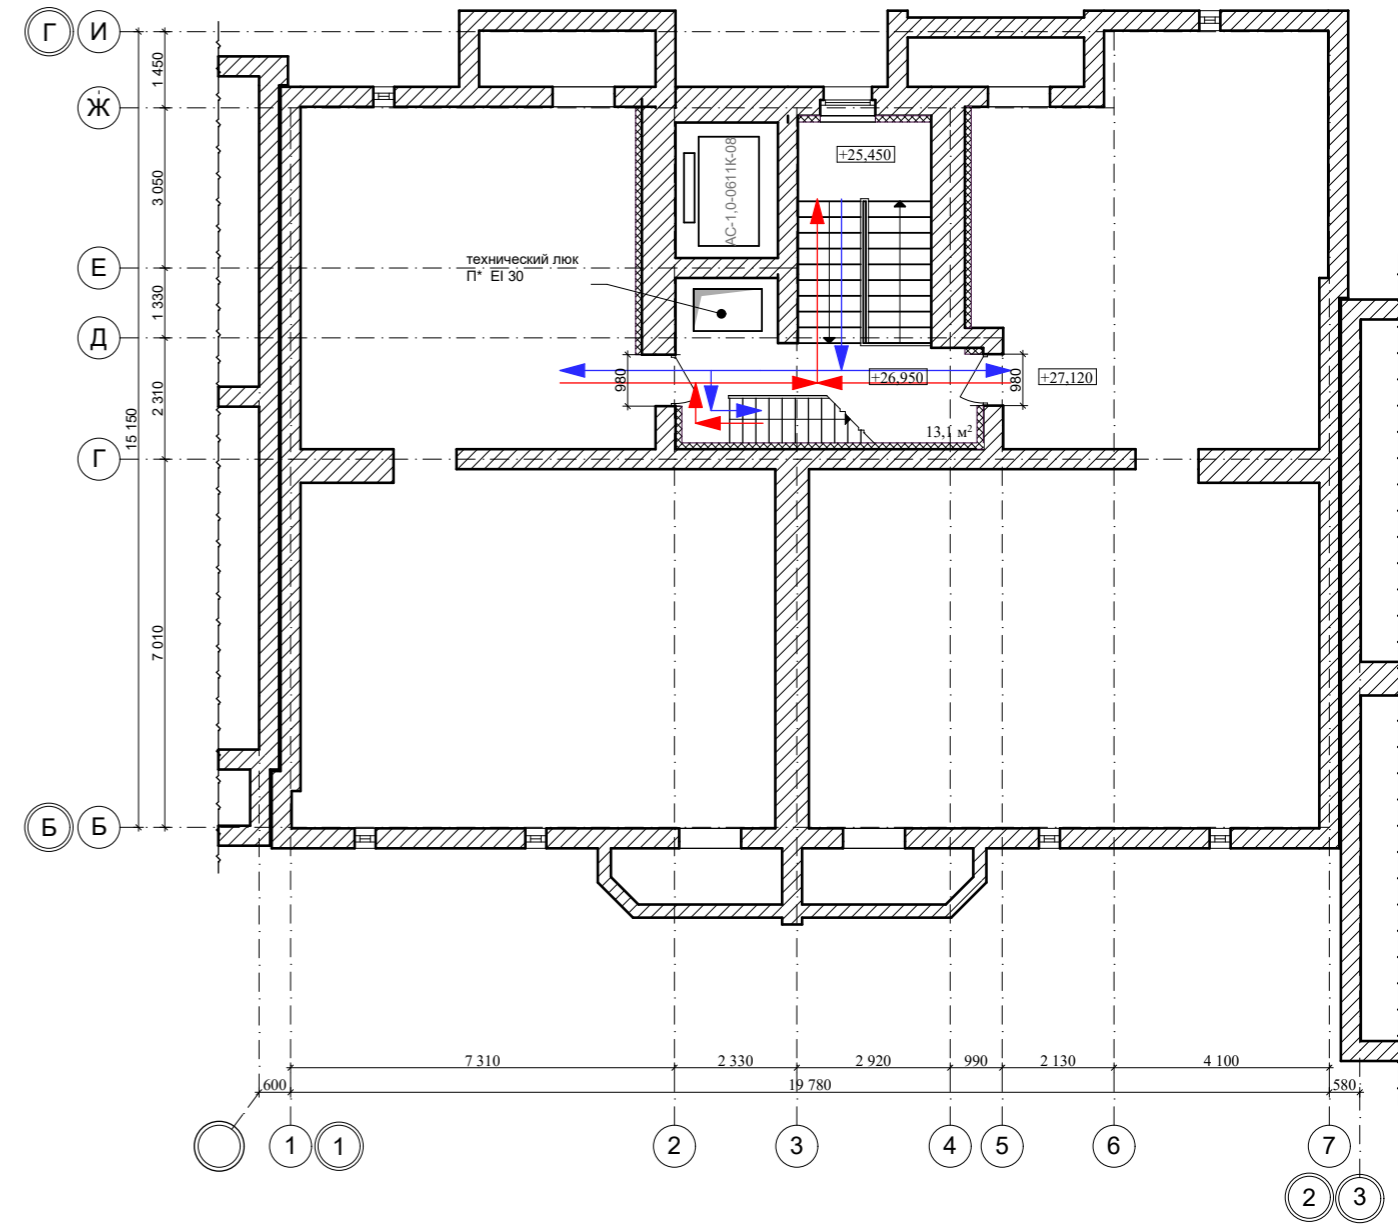 Г И
1 450
Ж
+25,450
АС-1,0-0611К-08
3 050
Е
технический люк
П* EI 30
1 330
Д
980
+26,950
980
+27,120
2 310
15 150
13,1 м²
Г
7 010
Б Б
7 310 2 330 2 920 990 2 130 4 100
600 19 780 580
1 1 2 3 4 5 6 7
2 3